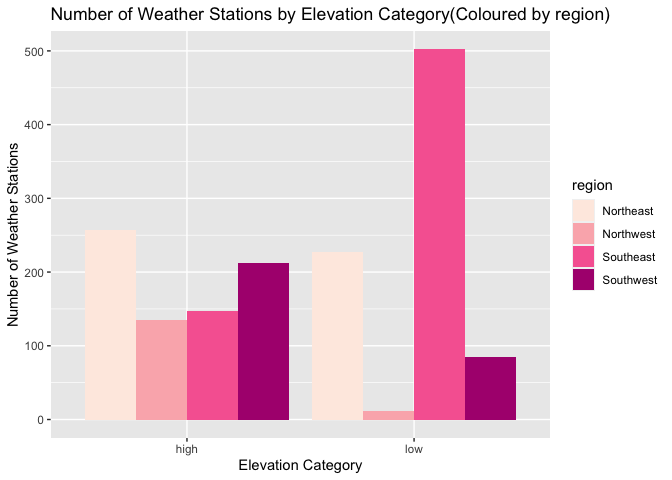 Number of Weather Stations by Elevation Category(Coloured by region)
Number of Weather Stations
500
400
300
200
100
0
high
low
Elevation Category
region
Northeast
Northwest
Southeast
Southwest